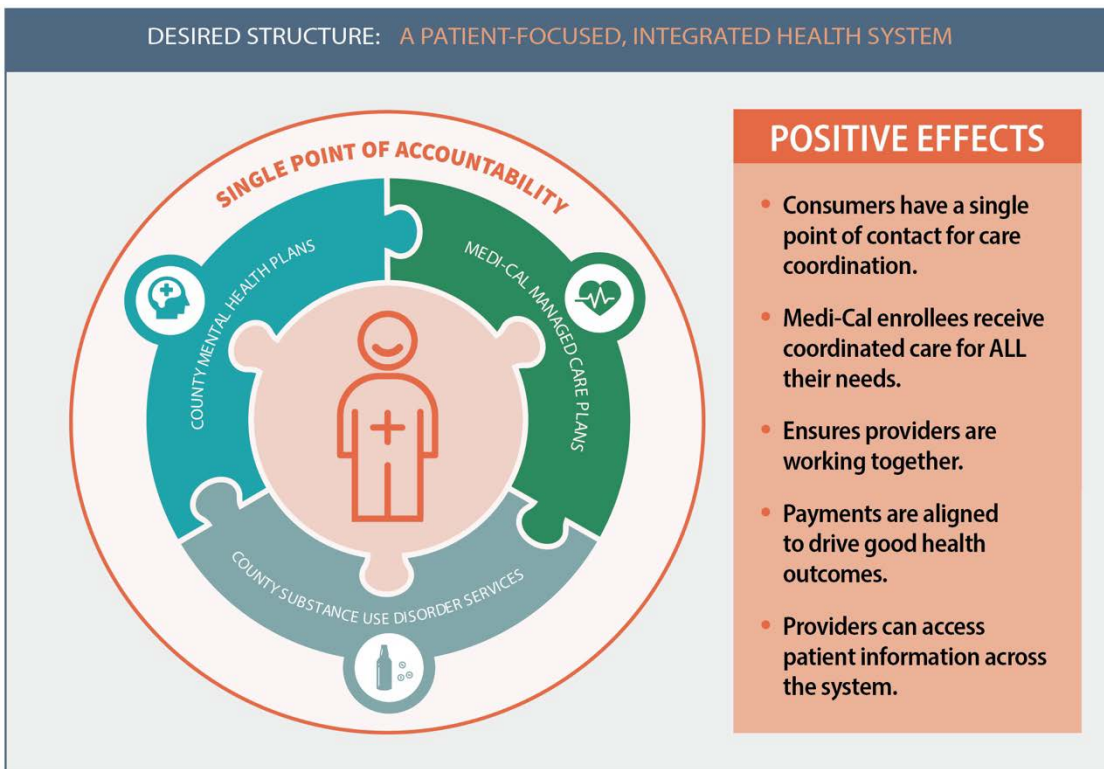 DESIRED STRUCTURE: A PATIENT-FOCUSED, INTEGRATED HEALTH SYSTEM
SINGLE POINT OF ACCOUNTABILITY
COUNTY MENTAL HEALTH PLANS
MEDI-CAL MANAGED CARE PLANS
COUNTY SUBSTANCE USE DISORDER SERVICES
POSITIVE EFFECTS
• Consumers have a single
point of contact for care
coordination.
• Medi-Cal enrollees receive
coordinated care for ALL
their needs.
• Ensures providers are
working together.
• Payments are aligned
to drive good health
outcomes.
• Providers can access
patient information across
the system.